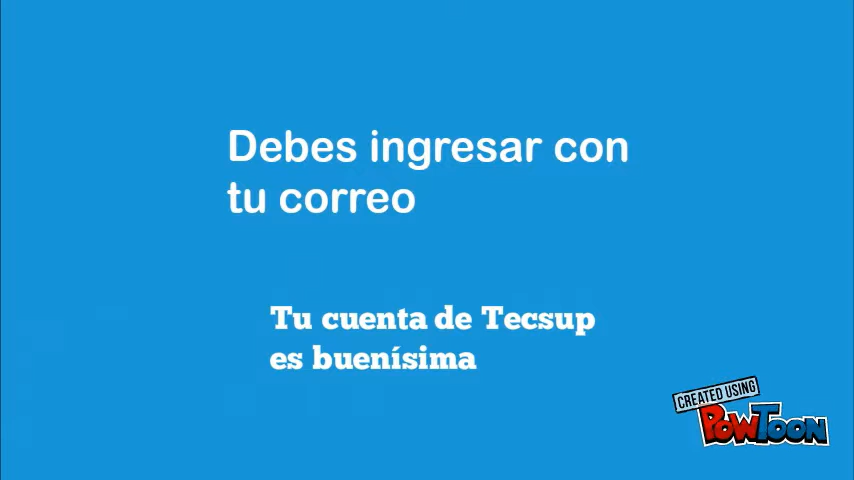 Debes ingresar con
tu correo
Tu cuenta de Tecsup
es buenísima
CREATED USING
POWTOON